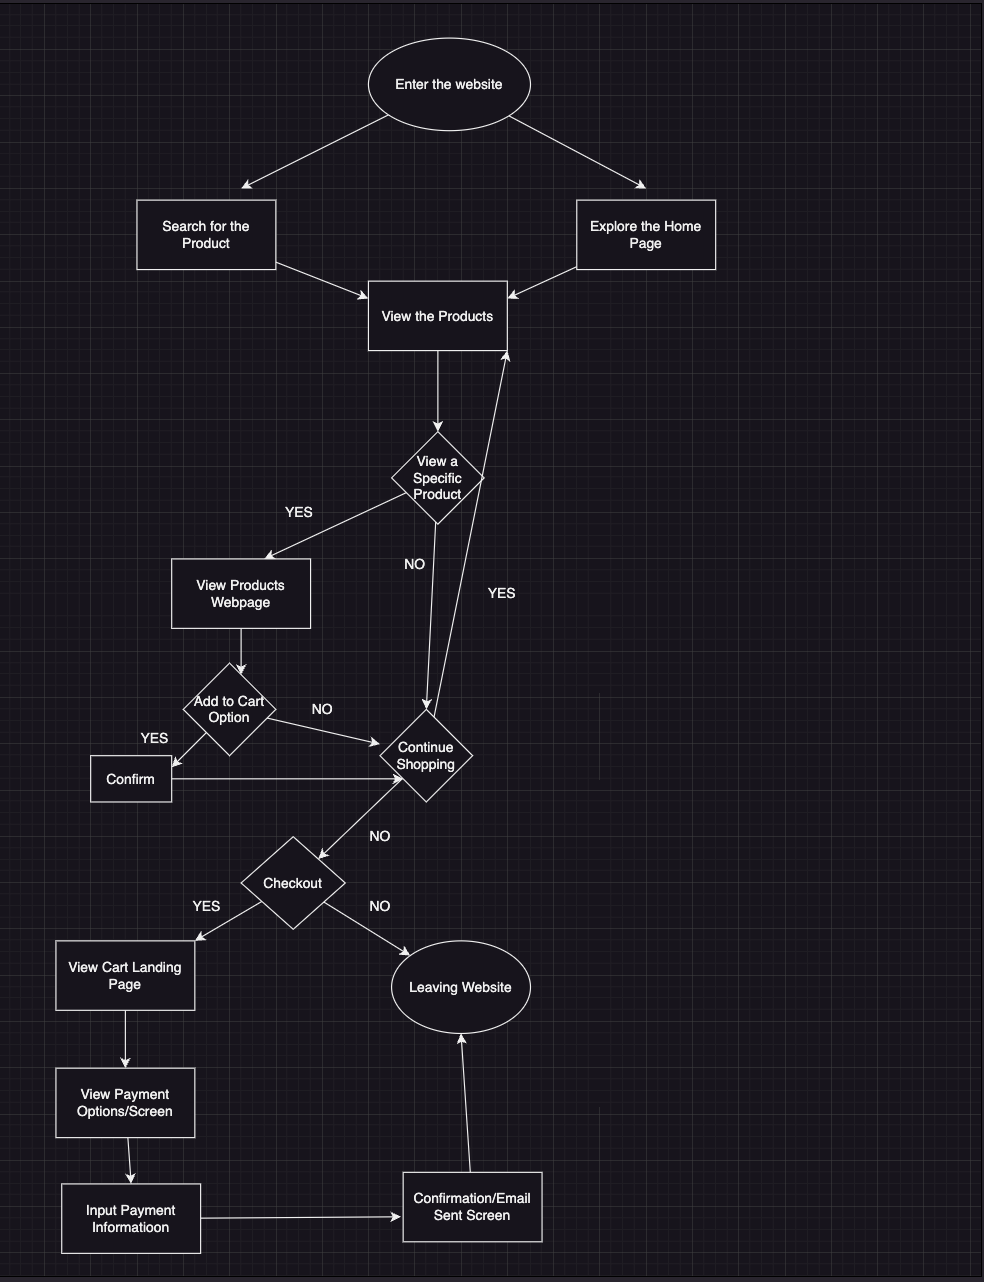 Enter the website
Search for the
Product
Explore the Home
Page
View the Products
View a
Specific
Product
YES
NO
YES
View Products
Webpage
Add to Cart
Option
NO
YES
Continue
Shopping
Confirm
NO
Checkout
YES
NO
View Cart Landing
Page
Leaving Website
View Payment
Options/Screen
Input Payment
Informatioon
Confirmation/Email
Sent Screen